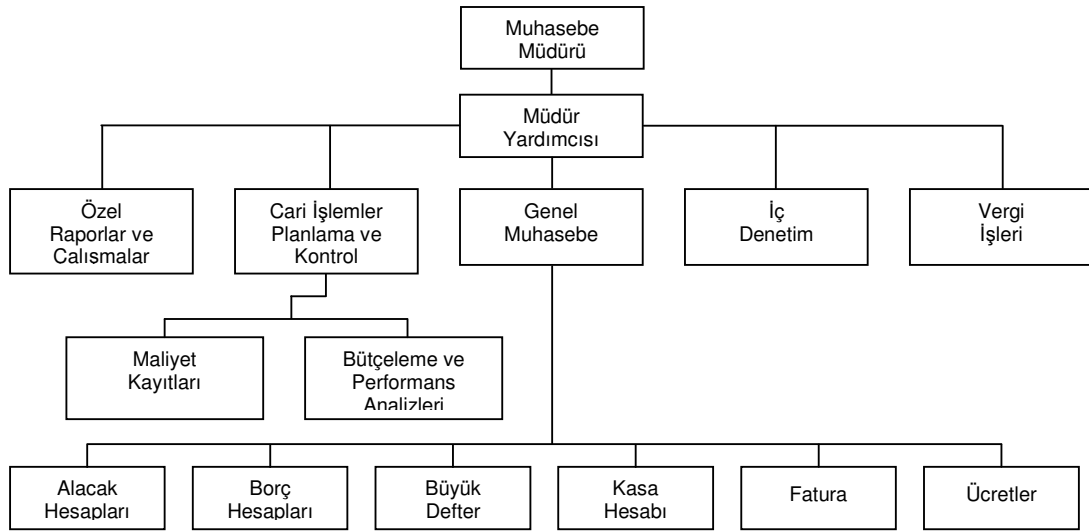 Muhasebe
Müdürü
Müdür
Yardımcısı
Özel
Raporlar ve
Calısmalar
Cari İşlemler
Planlama ve
Kontrol
Genel
Muhasebe
İç
Denetim
Vergi
İşleri
Maliyet
Kayıtları
Bütçeleme ve
Performans
Analizleri
Alacak
Hesapları
Borç
Hesapları
Büyük
Defter
Kasa
Hesabı
Fatura
Ücretler